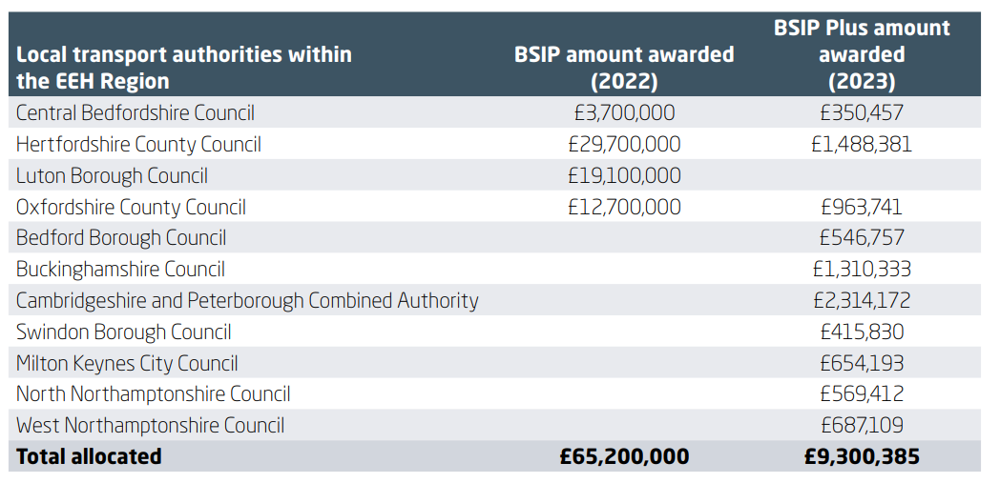 Local transport authorities within the EEH Region BSIP amount awarded (2022) BSIP Plus amount awarded (2023)
Central Bedfordshire Council £3,700,000 £350,457
Hertfordshire County Council £29,700,000 £1,488,381
Luton Borough Council £19,100,000
Oxfordshire County Council £12,700,000 £963,741
Bedford Borough Council £546,757
Buckinghamshire Council £1,310,333
Cambridgeshire and Peterborough Combined Authority £2,314,172
Swindon Borough Council £415,830
Milton Keynes City Council £654,193
North Northamptonshire Council £569,412
West Northamptonshire Council £687,109
Total allocated £65,200,000 £9,300,385